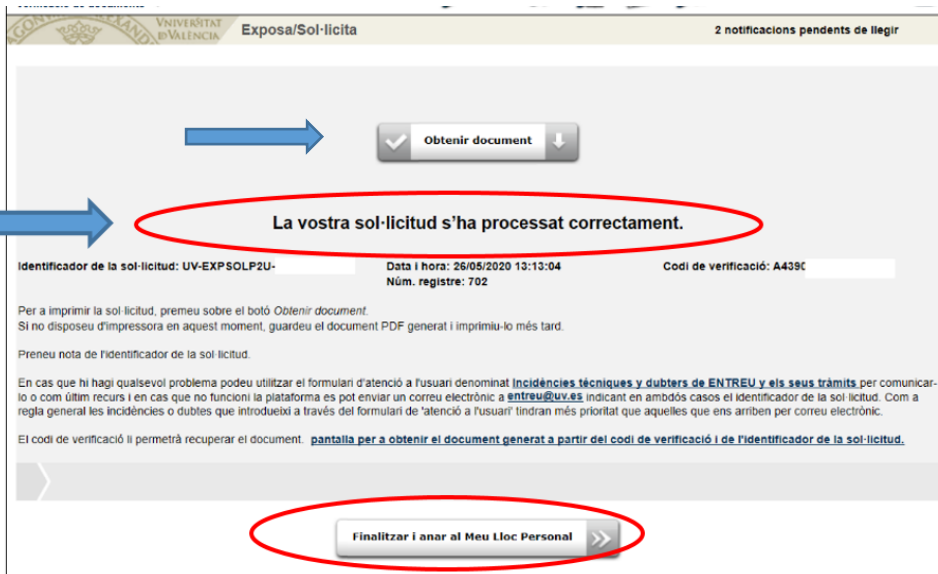 VNIVERSITAT
D VALÈNCIA
Exposa/Sol·licita
2 notificacions pendents de llegir
Obtenir document
La vostra sol·licitud s'ha processat correctament.
Identificador de la sol·licitud: UV-EXPSOLP2U-
Data i hora: 26/05/2020 13:13:04
Codi de verificació: A4390
Núm. registre: 702
Per a imprimir la sol·licitud, premeu sobre el botó Obtenir document.
Si no disposeu d'impressora en aquest moment, guardeu el document PDF generat i imprimiu-lo més tard.
Preneu nota de l'identificador de la sol·licitud.
En cas que hi hagi qualsevol problema podeu utilitzar el formulari d'atenció a l'usuari denominat Incidències técniques y dubters de ENTREU y els seus tràmits per comunicar-
lo o com últim recurs i en cas que no funcioni la plataforma es pot enviar un correu electrònic a entreu@uv.es indicant en ambdós casos el identificador de la sol·licitud. Com a
regla general les incidències o dubtes que introdueixi a través del formulari de 'atenció a l'usuari' tindran més prioritat que aquelles que ens arriben per correu electrònic.
El codi de verificació li permetrà recuperar el document. pantalla per a obtenir el document generat a partir del codi de verificació i de l'identificador de la sol·licitud.
Finalitzar i anar al Meu Lloc Personal